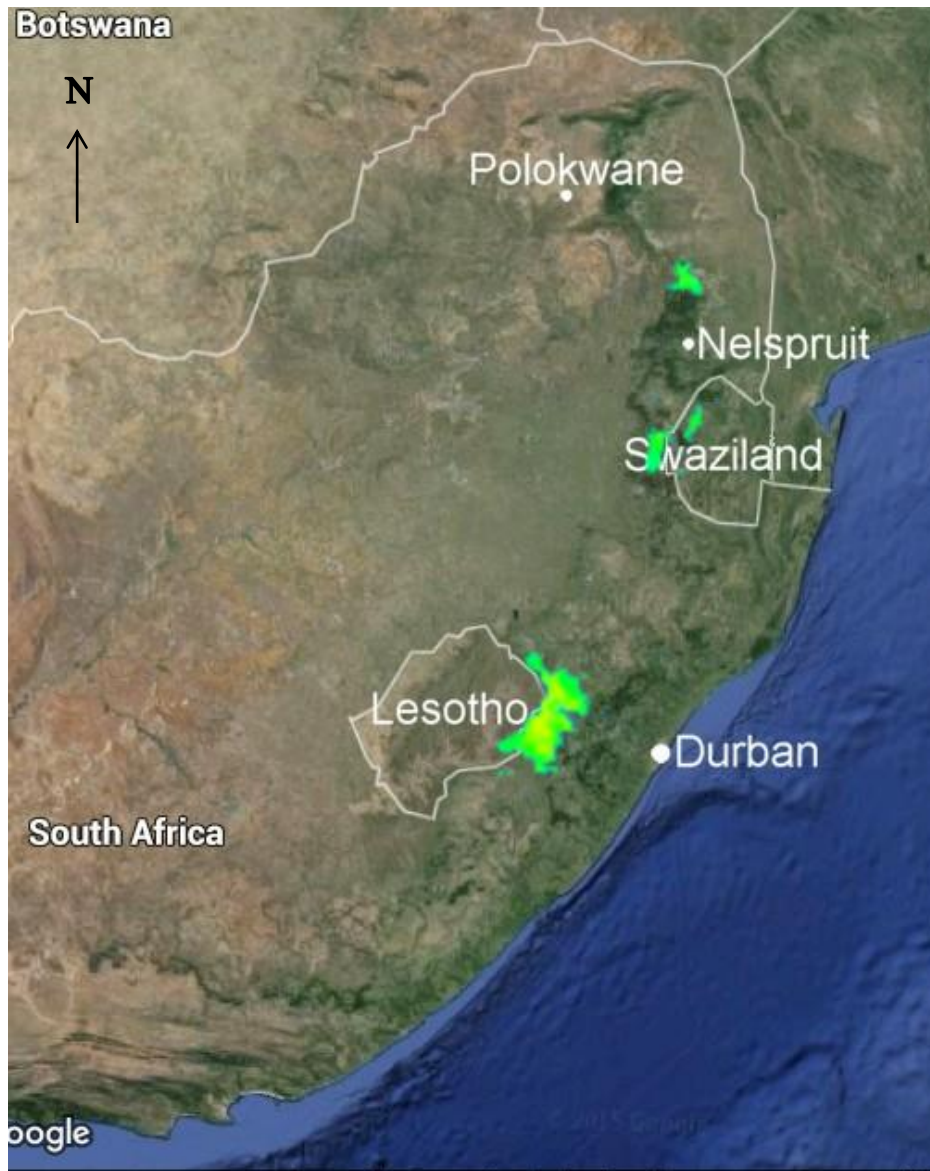 Botswana
N
Polokwane
Nelspruit
Swaziland
Lesotho
Durban
South Africa
oogle